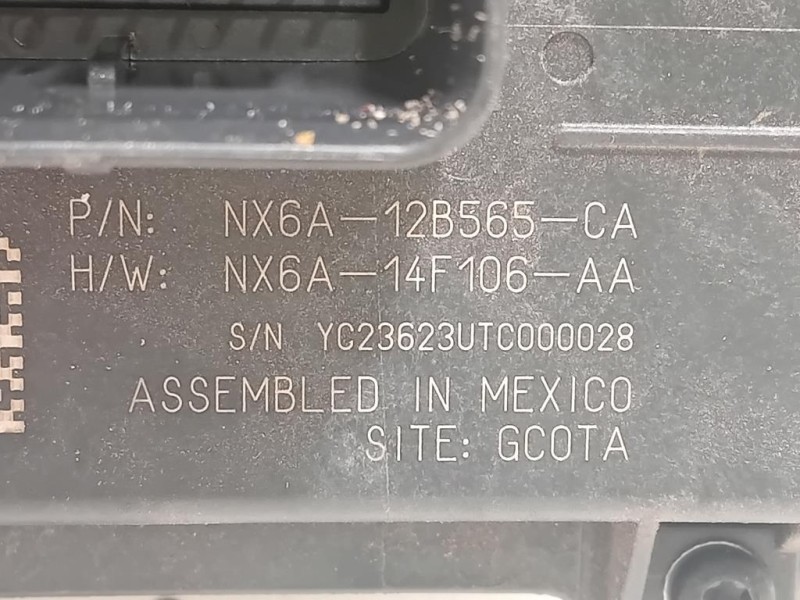 P/N: NX6A-12B565-CA
H/W: NX6A-14F106-AA
S/N YC23623UTC000028
ASSEMBLED IN MEXICO
SITE: GCOTA